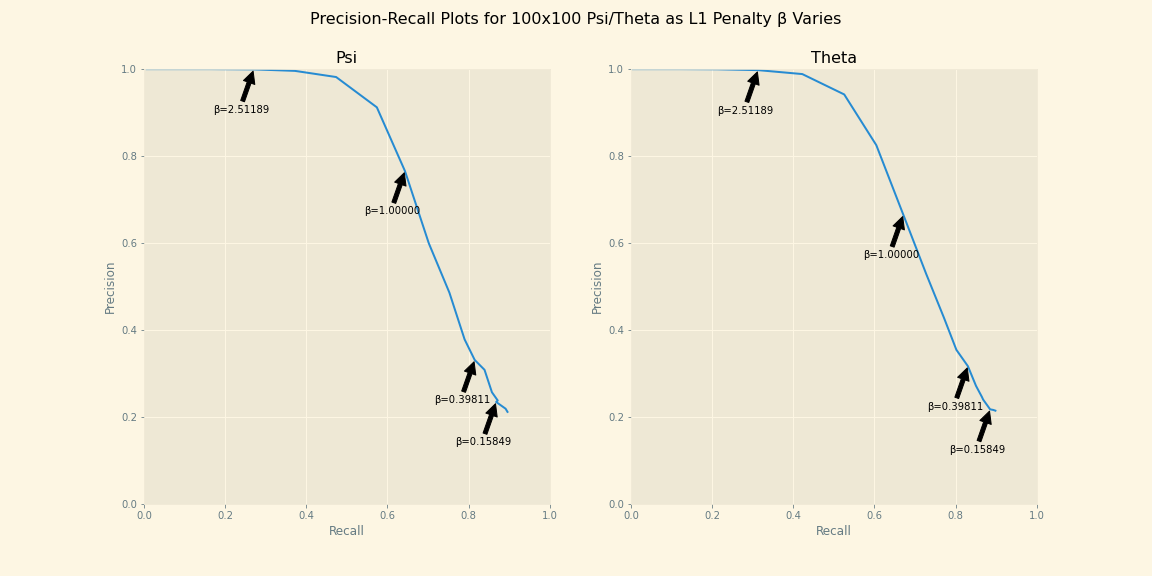 Precision-Recall Plots for 100x100 Psi/Theta as L1 Penalty β Varies
Psi
1.0
0.8
0.6
0.4
0.2
0.0
Precision
β=2.51189
β=1.00000
β=0.39811
β=0.15849
0.0 0.2 0.4 0.6 0.8 1.0
Recall
Theta
1.0
0.8
0.6
0.4
0.2
0.0
Precision
β=2.51189
β=1.00000
β=0.39811
β=0.15849
0.0 0.2 0.4 0.6 0.8 1.0
Recall